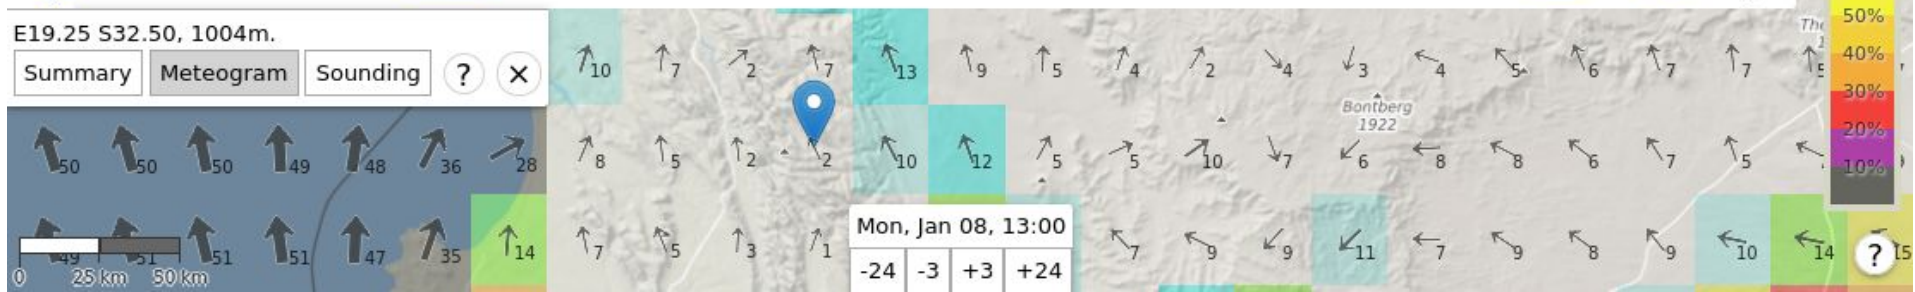 E19.25 S32.50, 1004m.
Summary Meteogram Sounding ? ×
50%
40%
30%
20%
10%
The
10 7 2 7 13 9 5 4 2 4 3 4 5 6 7 7 5
Bontberg
1922
50 50 50 49 48 36 28 8 5 2 2 10 12 5 5 10 7 6 8 8 6 7 5
49 51 51 51 47 35 14 7 5 3 1 7 9 9 11 7 9 8 9 10 14 15
Mon, Jan 08, 13:00
-24 -3 +3 +24
0 25 km 50 km
?